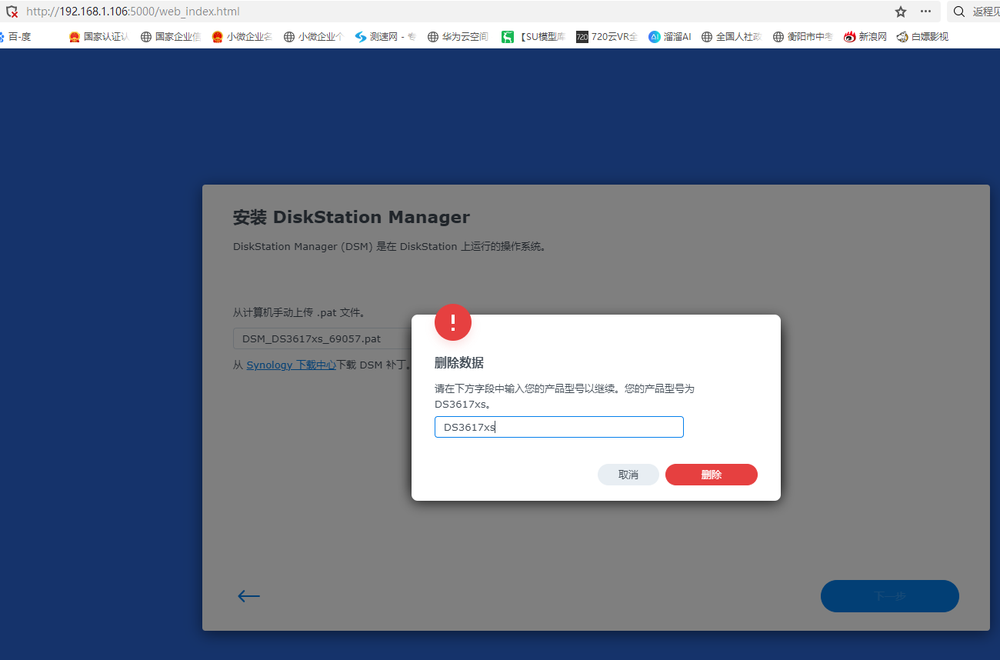 http://192.168.1.106:5000/web_index.html
返程见
百-度
国家认证认
国家企业信
小微企业名
小微企业个
测速网 - 专
华为云空间
【SU模型库
720云VR全
溜溜AI
全国人社政
衡阳市中考
新浪网
白嫖影视
安装 DiskStation Manager
DiskStation Manager (DSM) 是在 DiskStation 上运行的操作系统。
从计算机手动上传 .pat 文件。
DSM_DS3617xs_69057.pat
从 Synology 下载中心下载 DSM 补丁。
删除数据
请在下方字段中输入您的产品型号以继续。您的产品型号为
DS3617xs。
DS3617xs
取消
删除
下一步